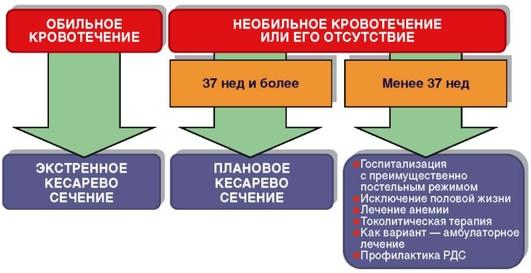 ОБИЛЬНОЕ
КРОВОТЕЧЕНИЕ
НЕОБИЛЬНОЕ КРОВОТЕЧЕНИЕ
ИЛИ ЕГО ОТСУТСТВИЕ
37 нед и более
Менее 37 нед
ЭКСТРЕННОЕ
КЕСАРЕВО
СЕЧЕНИЕ
ПЛАНОВОЕ
КЕСАРЕВО
СЕЧЕНИЕ
Госпитализация
с преимущественно
постельным режимом
Исключение половой жизни
Лечение анемии
Токолитическая терапия
Как вариант — амбулаторное
лечение
Профилактика РДС